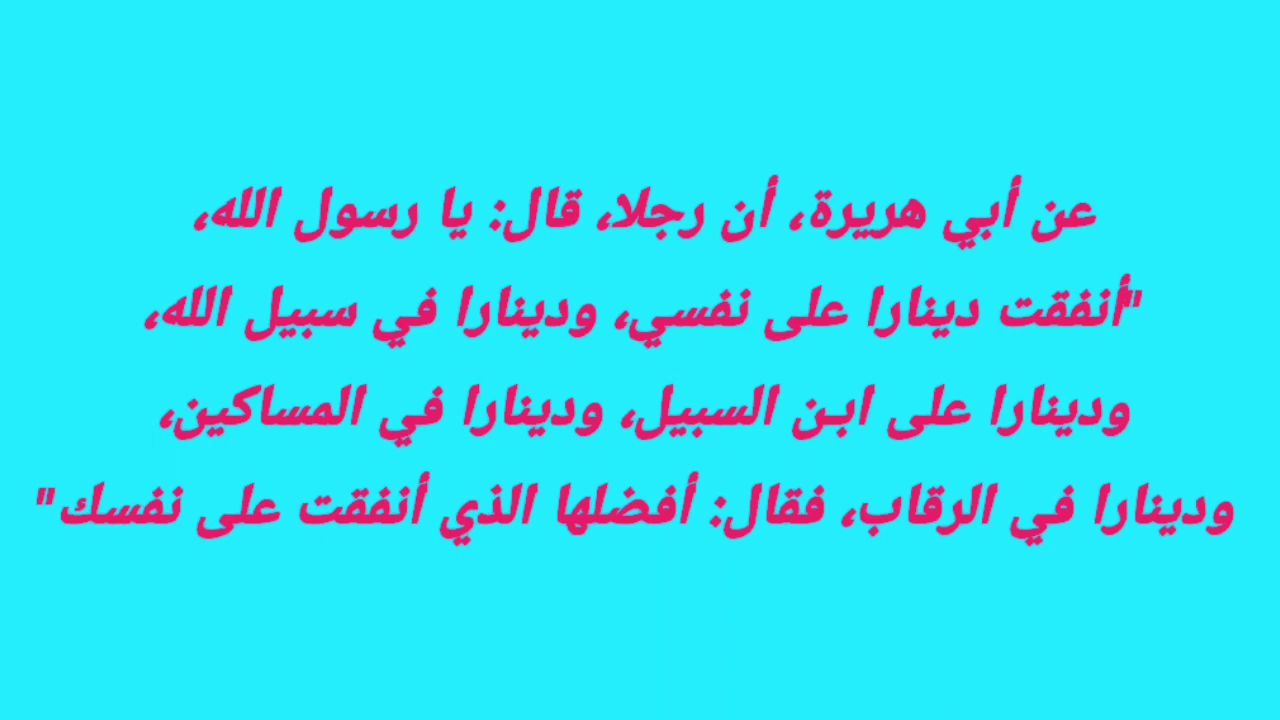 عن أبي هريرة، أن رجلا، قال: يا رسول الله،
"أنفقت دينارا على نفسي، ودينارا في سبيل الله،
ودينارا على ابن السبيل، ودينارا في المساكين،
ودينارا في الرقاب، فقال: أفضلها الذي أنفقت على نفسك"